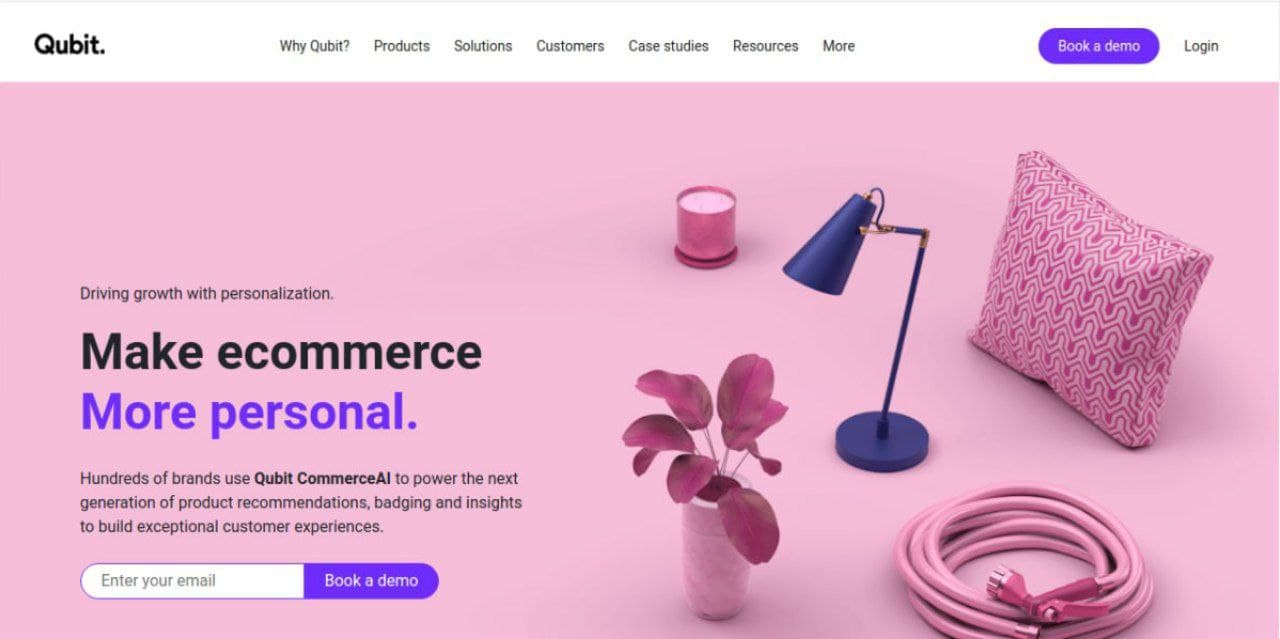 Qubit.
Why Qubit? Products Solutions Customers Case studies Resources More
Book a demo Login
Driving growth with personalization.
Make ecommerce
More personal.
Hundreds of brands use Qubit CommerceAI to power the next
generation of product recommendations, badging and insights
to build exceptional customer experiences.
Enter your email Book a demo